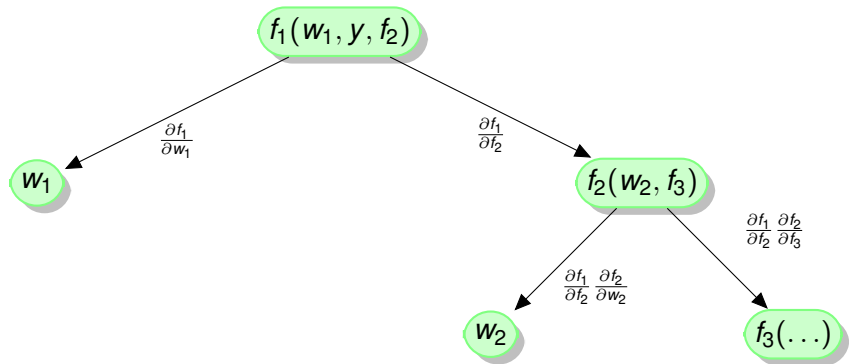 f₁(w₁, y, f₂)
∂f₁/∂w₁
∂f₁/∂f₂
w₁
f₂(w₂, f₃)
∂f₁/∂f₂ ∂f₂/∂w₂
∂f₁/∂f₂ ∂f₂/∂f₃
w₂
f₃(...)